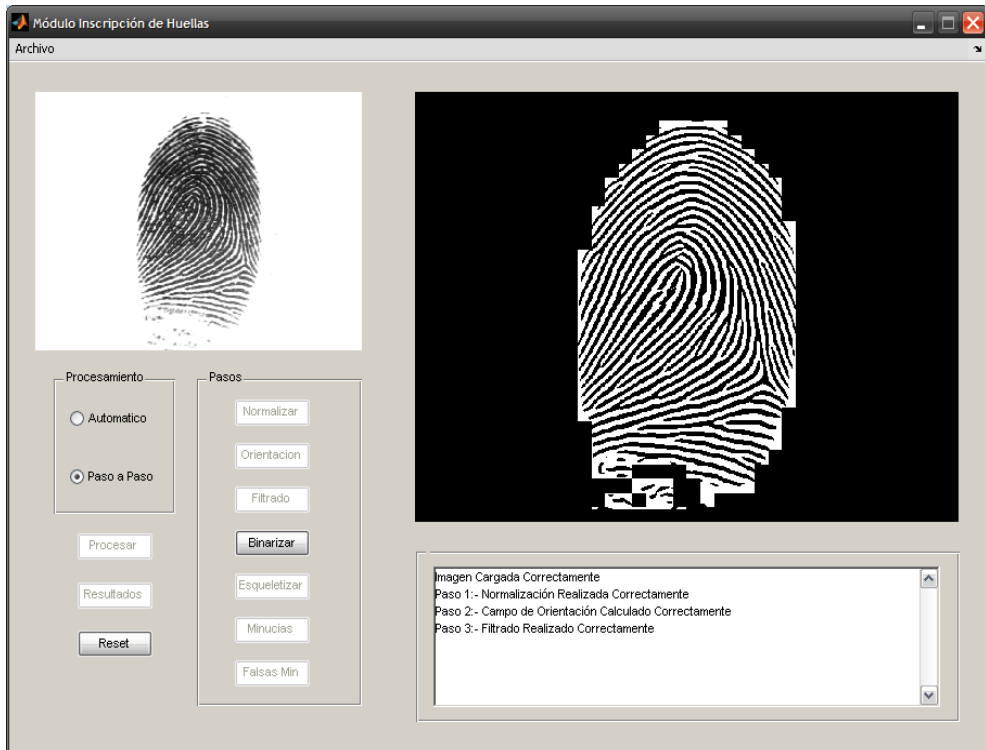 Módulo Inscripción de Huellas
Archivo
Procesamiento
Automatico
Paso a Paso
Procesar
Resultados
Reset
Pasos
Normalizar
Orientacion
Filtrado
Binarizar
Esqueletizar
Minucias
Falsas Min
Imagen Cargada Correctamente
Paso 1:- Normalización Realizada Correctamente
Paso 2:- Campo de Orientación Calculado Correctamente
Paso 3:- Filtrado Realizado Correctamente